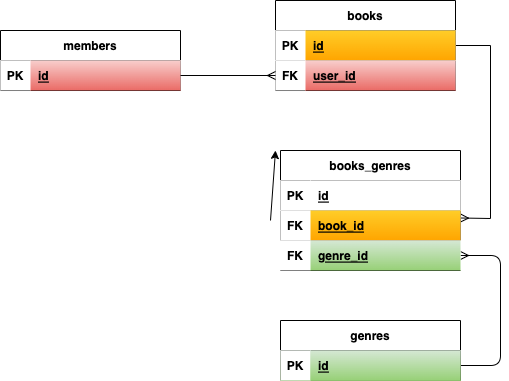 members
PK id
books
PK id
FK user_id
books_genres
PK id
FK book_id
FK genre_id
genres
PK id